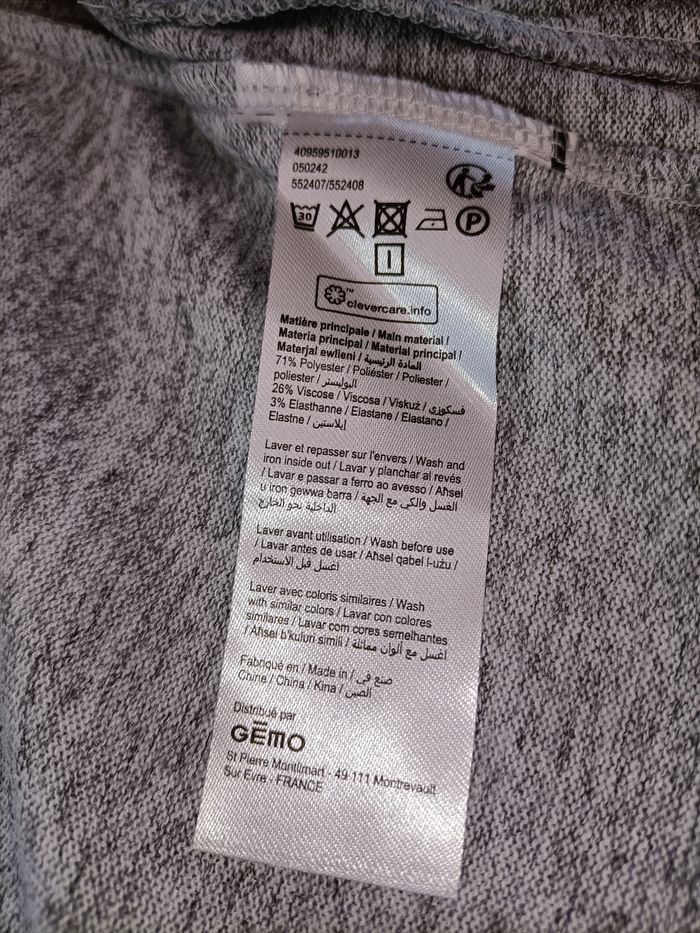 40959510013
050242
552407/552408
30
P
clevercare.info
Matière principale / Main material /
Materia principal / Material principal /
Materjal ewlieni / المادة الرئيسية
71% Polyester / Poliéster / Poliester /
poliester / البوليستر
26% Viscose / Viscosa / Viskuż / فسكوزي
3% Elasthanne / Elastane / Elastano /
Elastne / إيلاستين
Laver et repasser sur l'envers / Wash and
iron inside out / Lavar y planchar al revés
/ Lavar e passar a ferro ao avesso / Aħsel
u iron gewwa barra / الغسل والكي مع الجهة
الداخلية نحو الخارج
Laver avant utilisation / Wash before use
/ Lavar antes de usar / Aħsel qabel l-użu /
اغسل قبل الاستخدام
Laver avec coloris similaires / Wash
with similar colors / Lavar con colores
similares / Lavar com cores semelhantes
/ Aħsel b'kuluri simili / اغسل مع ألوان مماثلة
Fabriqué en / Made in / صنع في
Chine / China / Kina / الصين
Distribué par
GĒMO
St Pierre Montlimart - 49 111 Montrevault
Sur Evre - FRANCE